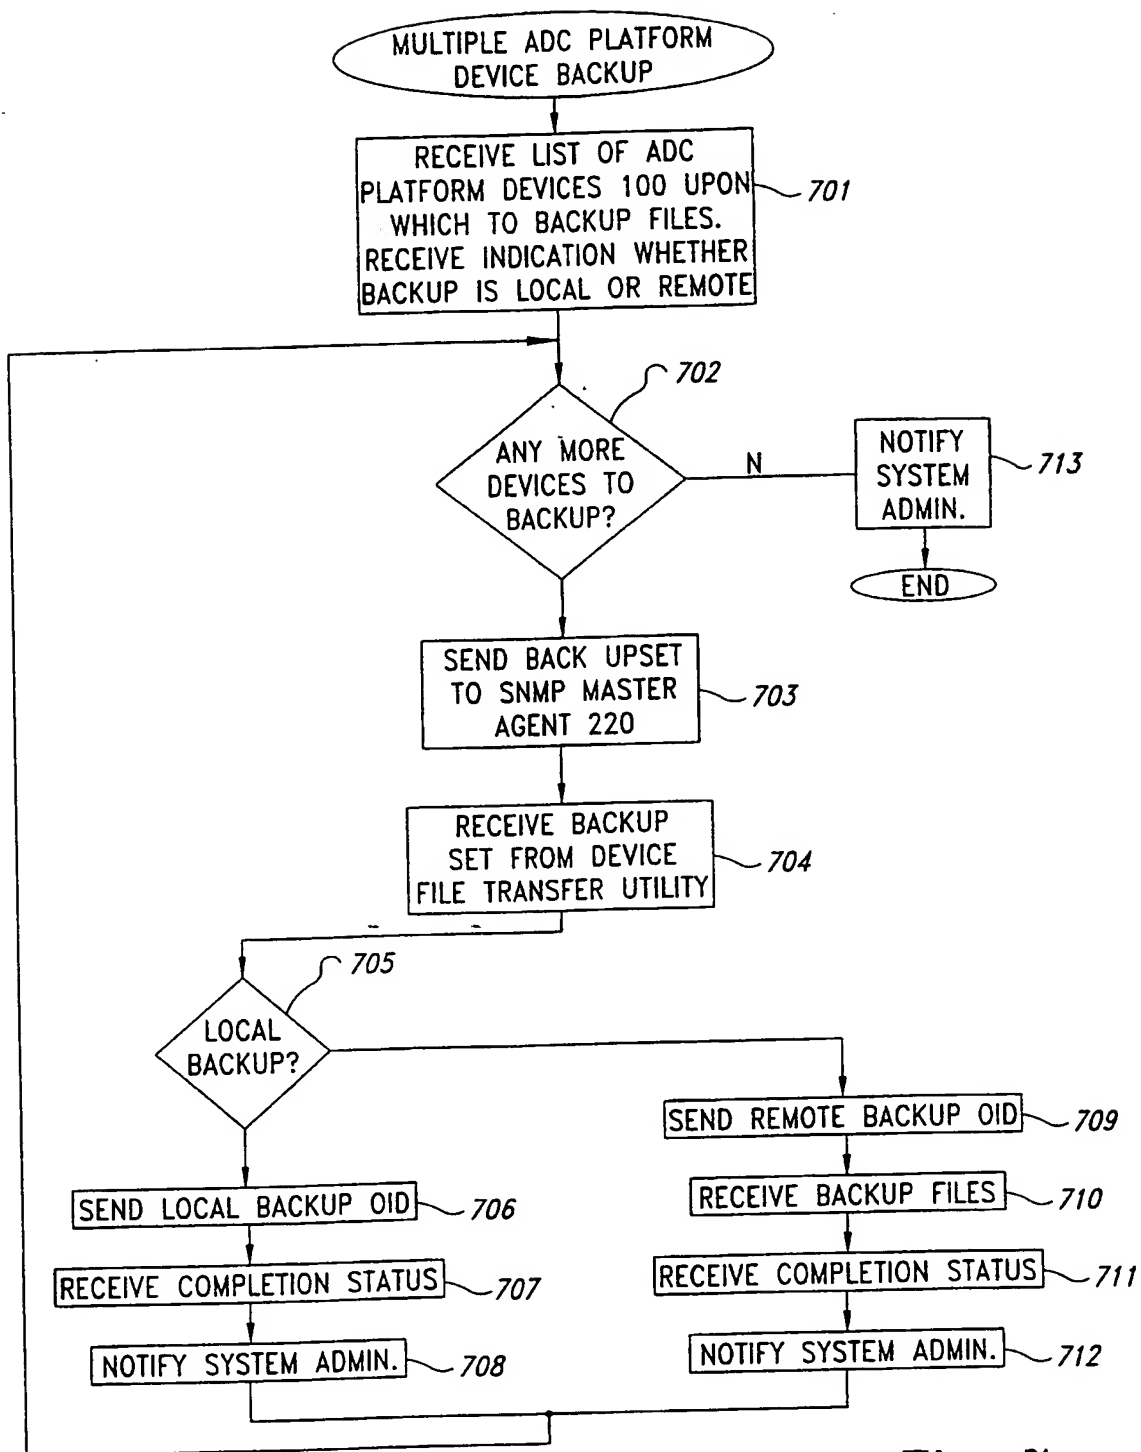 MULTIPLE ADC PLATFORM
DEVICE BACKUP
RECEIVE LIST OF ADC
PLATFORM DEVICES 100 UPON
WHICH TO BACKUP FILES.
RECEIVE INDICATION WHETHER
BACKUP IS LOCAL OR REMOTE
701
702
ANY MORE
DEVICES TO
BACKUP?
N
NOTIFY
SYSTEM
ADMIN.
713
END
SEND BACK UPSET
TO SNMP MASTER
AGENT 220
703
RECEIVE BACKUP
SET FROM DEVICE
FILE TRANSFER UTILITY
704
705
LOCAL
BACKUP?
SEND REMOTE BACKUP OID
709
RECEIVE BACKUP FILES
710
SEND LOCAL BACKUP OID
706
RECEIVE COMPLETION STATUS
707
RECEIVE COMPLETION STATUS
711
NOTIFY SYSTEM ADMIN.
708
NOTIFY SYSTEM ADMIN.
712